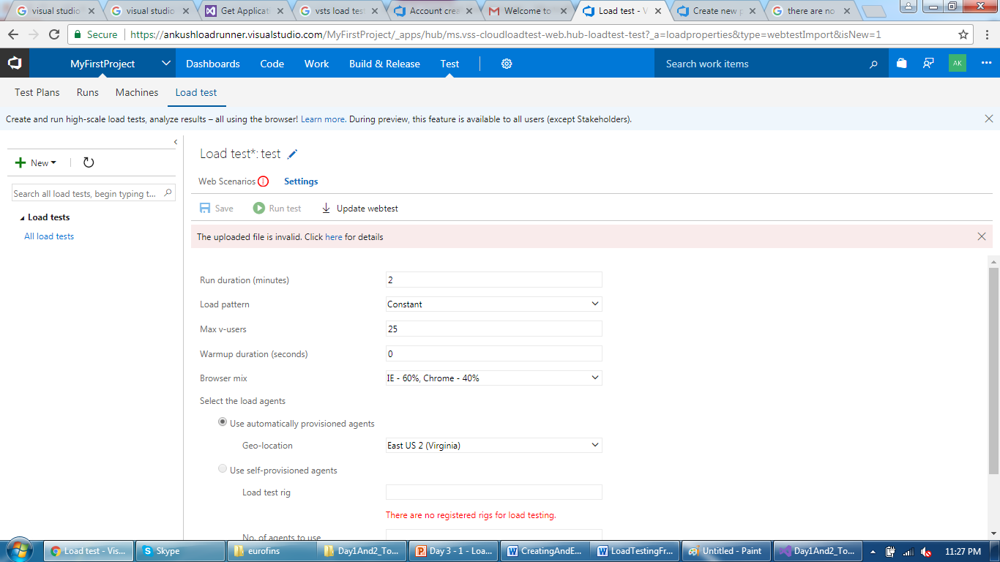 visual studio
visual studio
Get Applicati
vsts load tes
Account crea
Welcome to
Load test - V
Create new p
there are no
Secure
https://ankushloadrunner.visualstudio.com/MyFirstProject/_apps/hub/ms.vss-cloudloadtest-web.hub-loadtest-test?_a=loadproperties&type=webtestImport&isNew=1
MyFirstProject
Dashboards
Code
Work
Build & Release
Test
Search work items
AK
Test Plans
Runs
Machines
Load test
Create and run high-scale load tests, analyze results – all using the browser! Learn more. During preview, this feature is available to all users (except Stakeholders).
New
Search all load tests, begin typing t...
Load tests
All load tests
Load test*: test
Web Scenarios
Settings
Save
Run test
Update webtest
The uploaded file is invalid. Click here for details
Run duration (minutes)
2
Load pattern
Constant
Max v-users
25
Warmup duration (seconds)
0
Browser mix
IE - 60%, Chrome - 40%
Select the load agents
Use automatically provisioned agents
Geo-location
East US 2 (Virginia)
Use self-provisioned agents
Load test rig
There are no registered rigs for load testing.
No. of agents to use
Load test - Vis...
Skype
eurofins
Day1And2_To...
Day 3 - 1 - Loa...
CreatingAndE...
LoadTestingFr...
Untitled - Paint
Day1And2_To...
11:27 PM